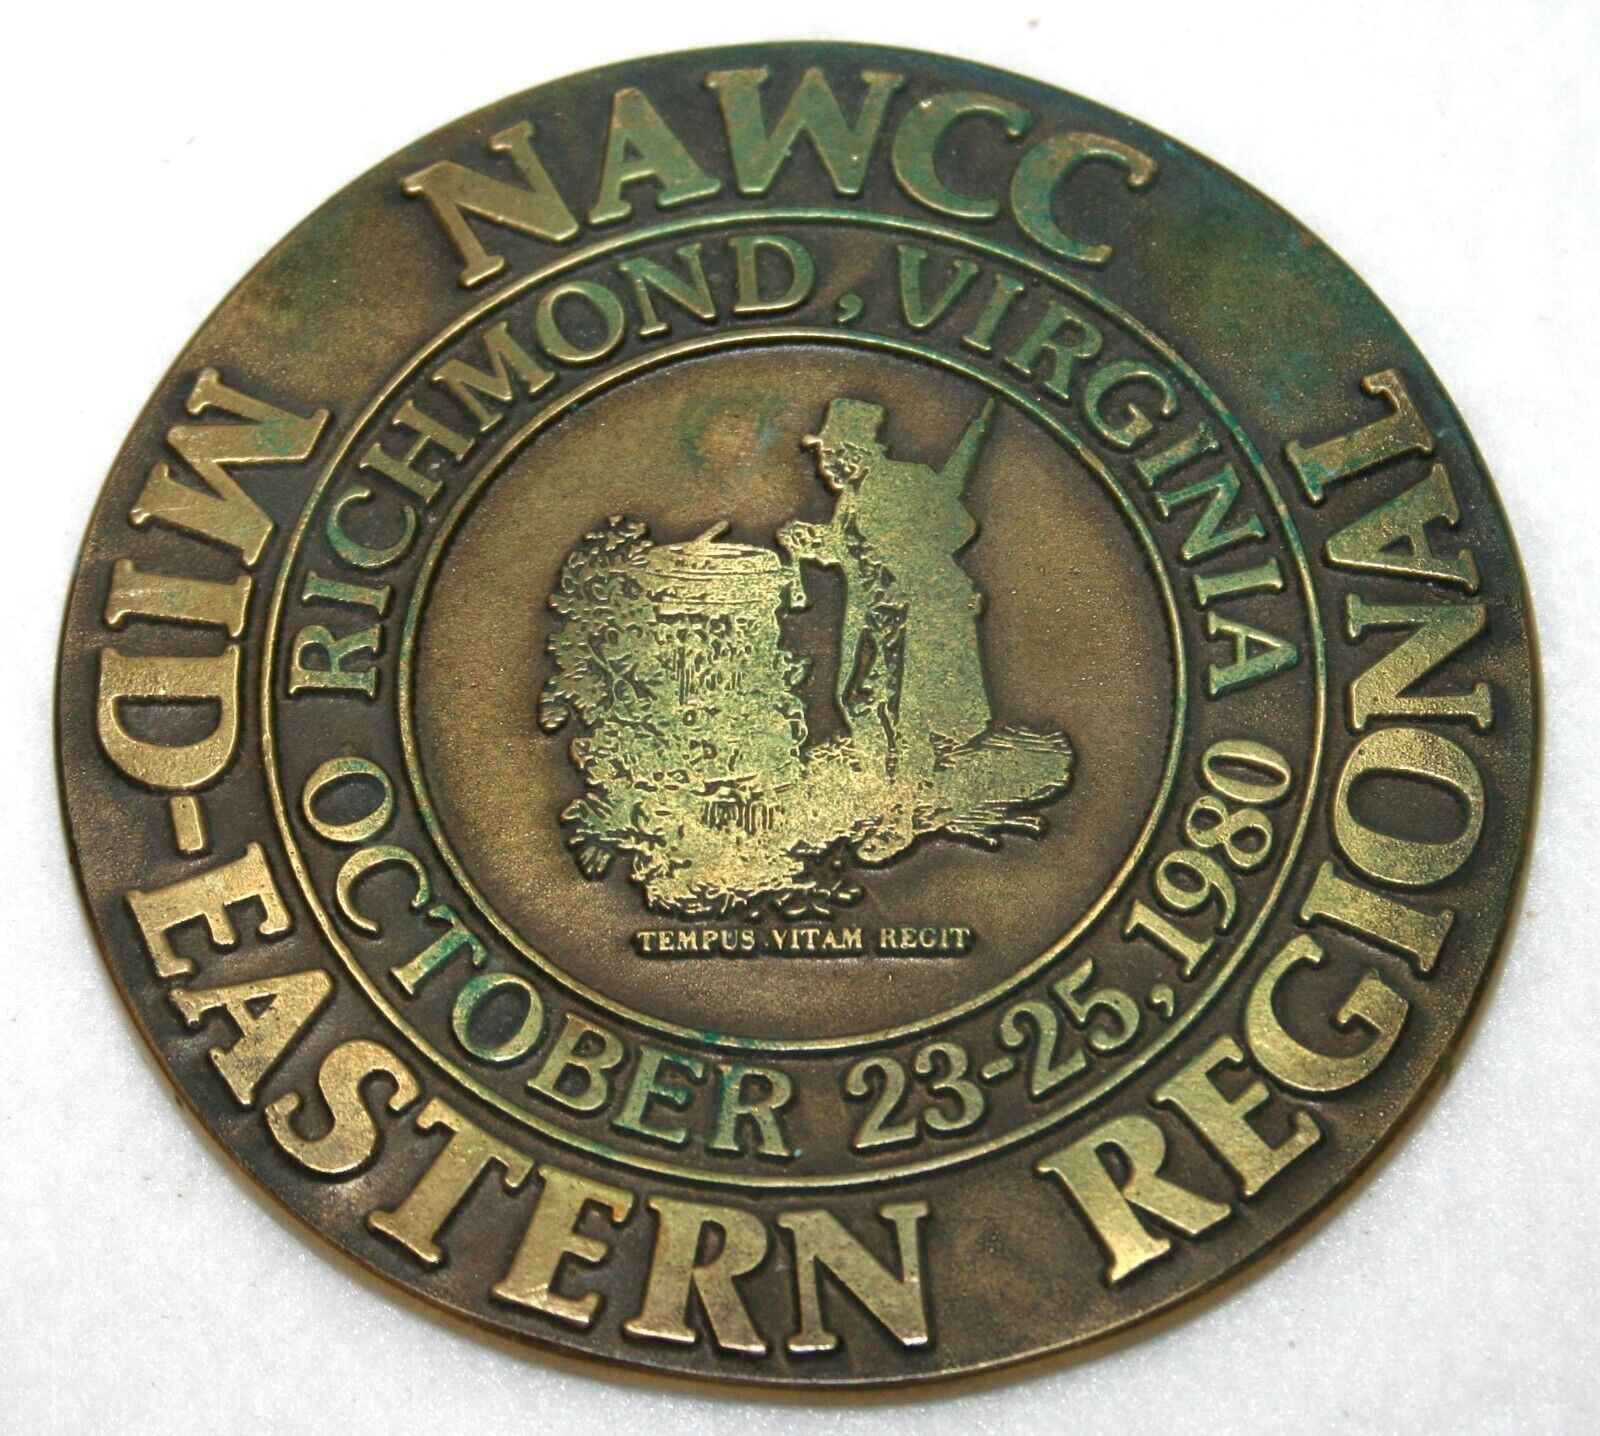 NAWCC
MID-EASTERN REGIONAL
RICHMOND, VIRGINIA
OCTOBER 23-25, 1980
TEMPUS VITAM REGIT